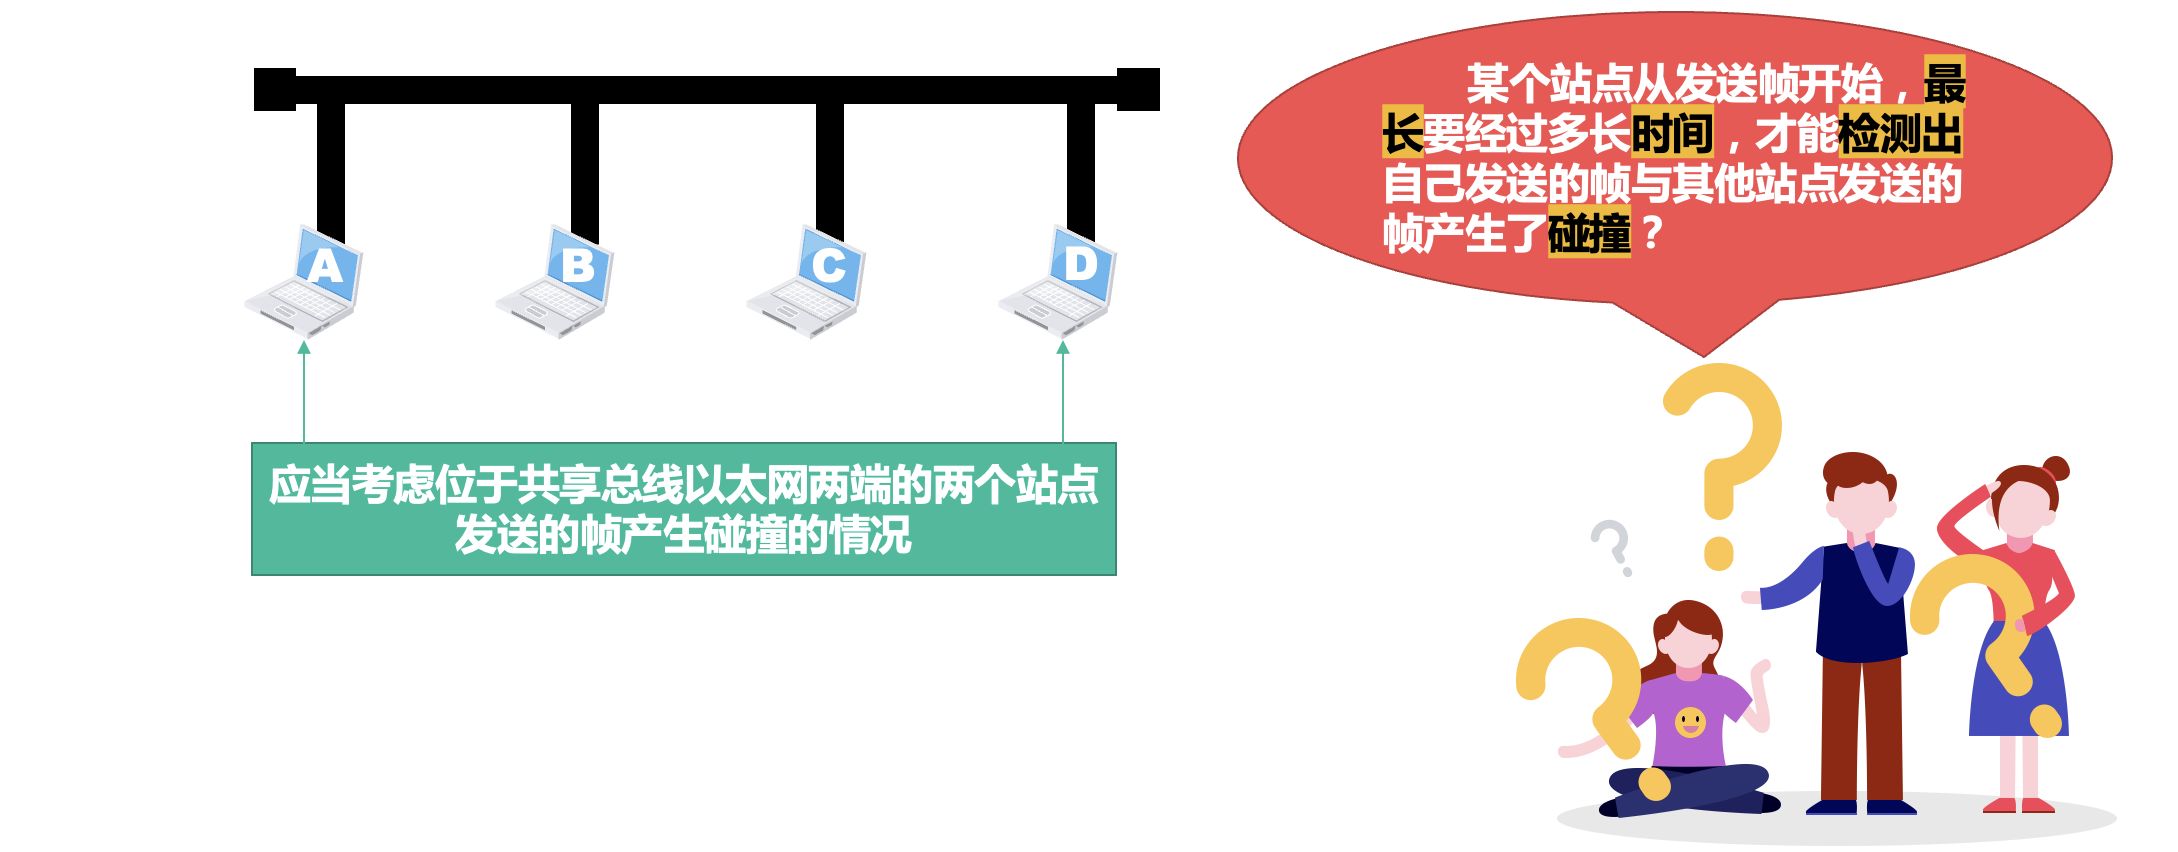 某个站点从发送帧开始，最
长要经过多长时间，才能检测出
自己发送的帧与其他站点发送的
帧产生了碰撞？
A
B
C
D
应当考虑位于共享总线以太网两端的两个站点
发送的帧产生碰撞的情况